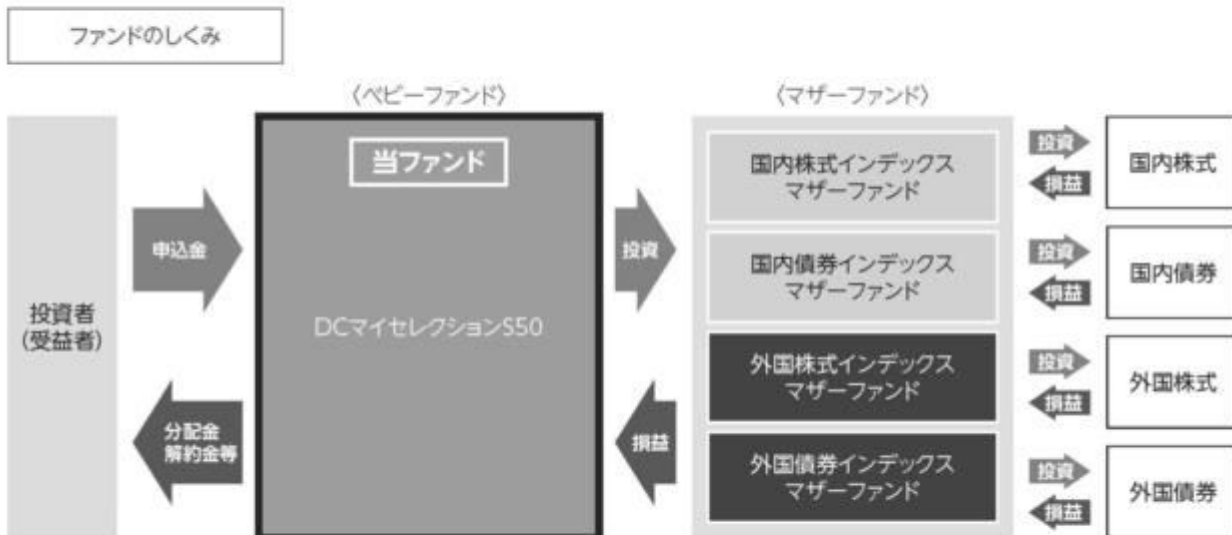 ファンドのしくみ
〈ベビーファンド〉
〈マザーファンド〉
投資者
(受益者)
申込金
分配金
解約金等
当ファンド
DCマイセレクションS50
投資
損益
国内株式インデックス
マザーファンド
国内債券インデックス
マザーファンド
外国株式インデックス
マザーファンド
外国債券インデックス
マザーファンド
投資
損益
国内株式
投資
損益
国内債券
投資
損益
外国株式
投資
損益
外国債券